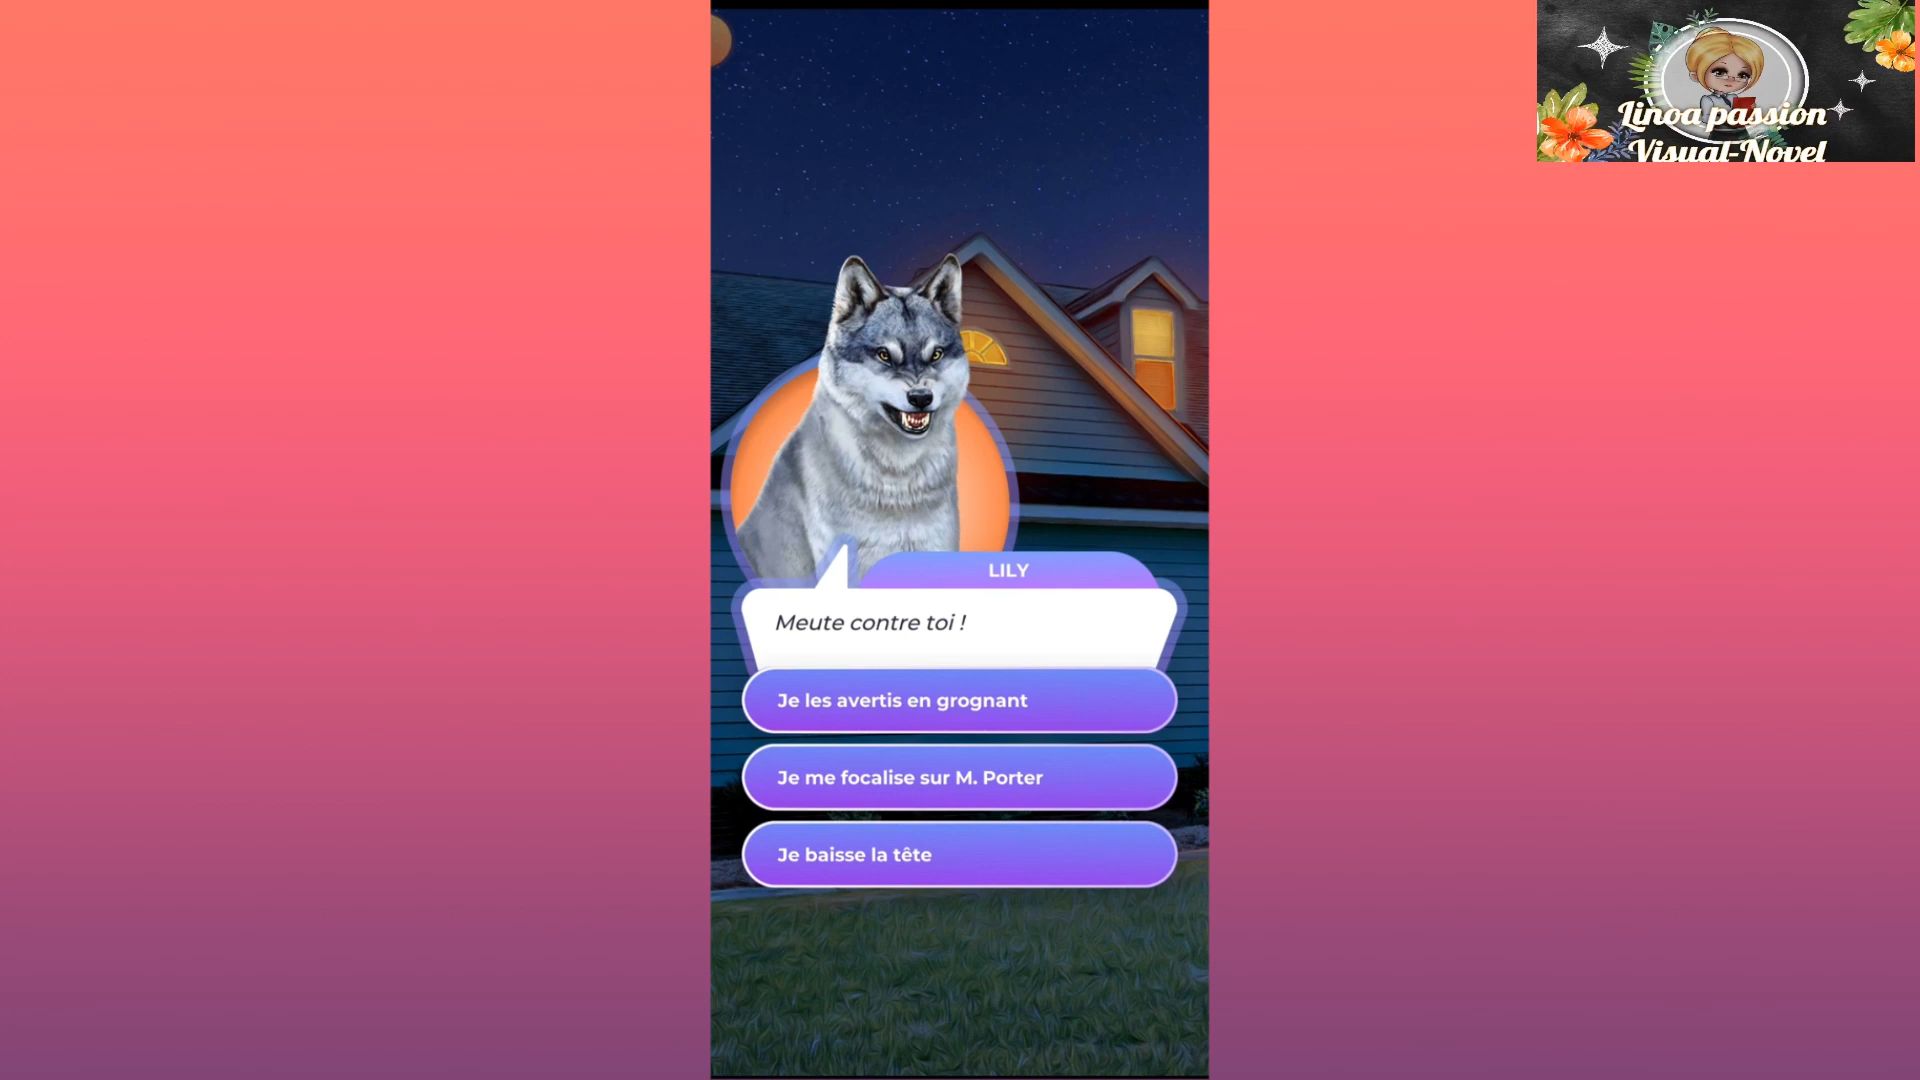 Linoa passion
Visual-Novel
LILY
Meute contre toi !
Je les avertis en grognant
Je me focalise sur M. Porter
Je baisse la tête